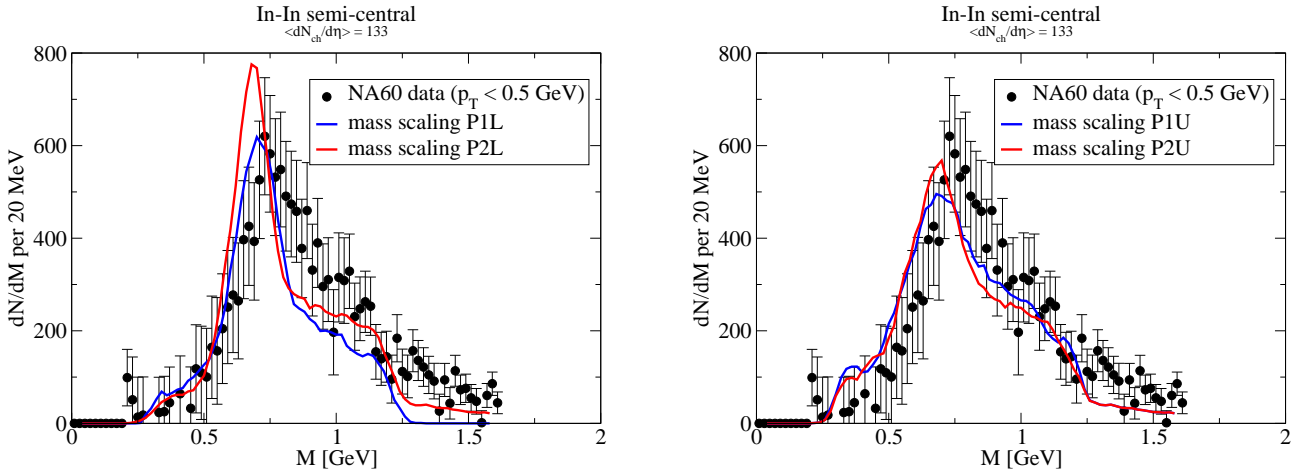 In-In semi-central
<dN_ch/dη> = 133
800
600
400
200
0
dN/dM per 20 MeV
NA60 data (p_T < 0.5 GeV)
mass scaling P1L
mass scaling P2L
0
0.5
1
1.5
2
M [GeV]
In-In semi-central
<dN_ch/dη> = 133
800
600
400
200
0
dN/dM per 20 MeV
NA60 data (p_T < 0.5 GeV)
mass scaling P1U
mass scaling P2U
0
0.5
1
1.5
2
M [GeV]